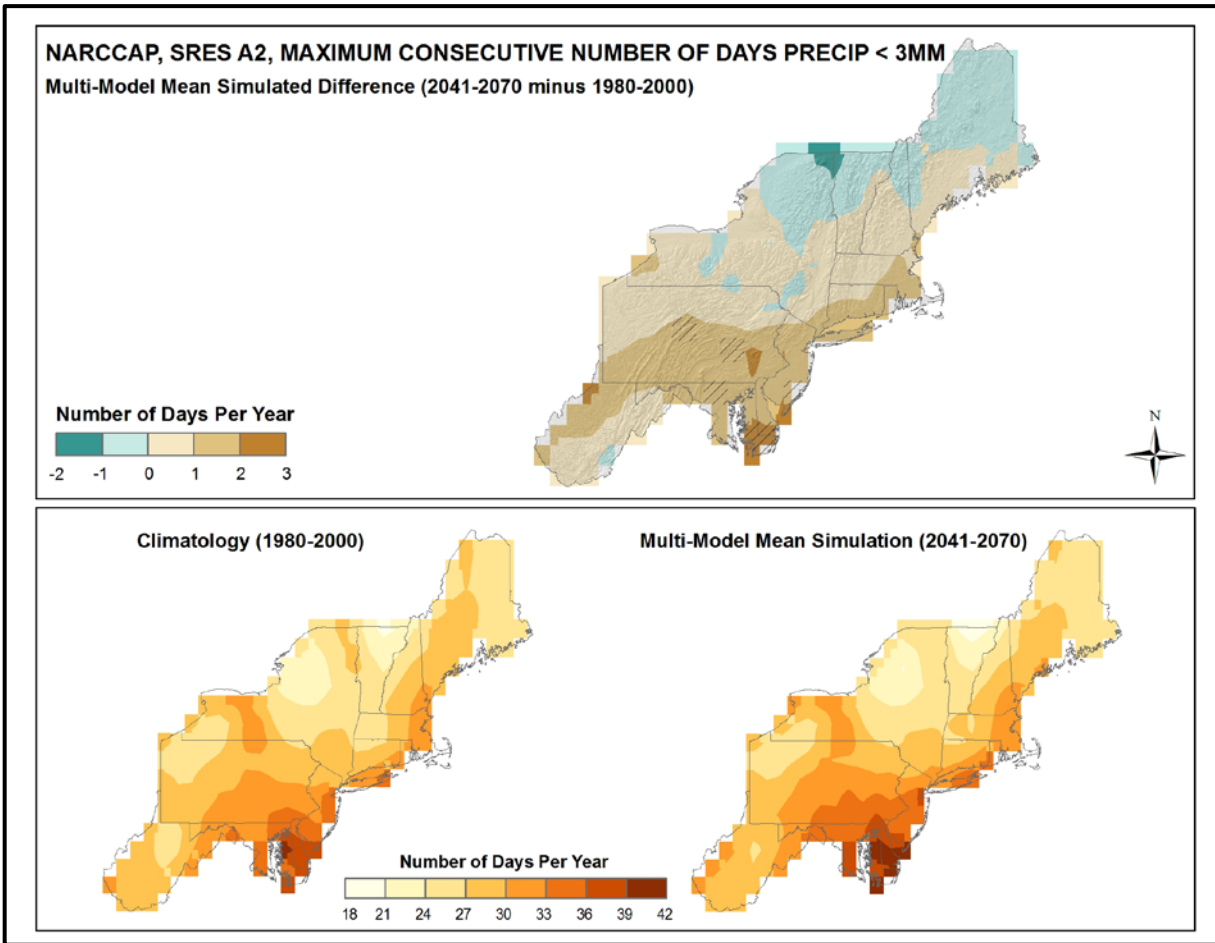 NARCCAP, SRES A2, MAXIMUM CONSECUTIVE NUMBER OF DAYS PRECIP < 3MM
Multi-Model Mean Simulated Difference (2041-2070 minus 1980-2000)
Number of Days Per Year
-2 -1 0 1 2 3
N
Climatology (1980-2000)
Multi-Model Mean Simulation (2041-2070)
Number of Days Per Year
18 21 24 27 30 33 36 39 42